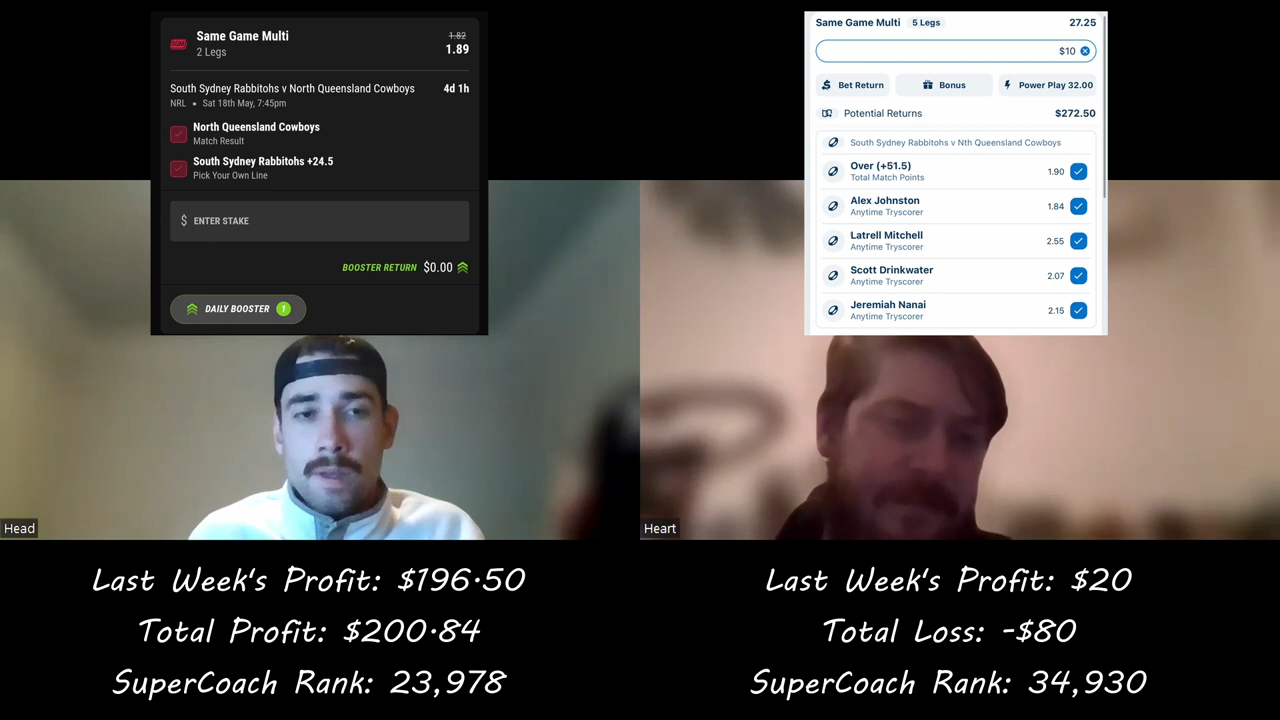 Same Game Multi
1.82
2 Legs
1.89
South Sydney Rabbitohs v North Queensland Cowboys
4d 1h
NRL • Sat 18th May, 7:45pm
North Queensland Cowboys
Match Result
South Sydney Rabbitohs +24.5
Pick Your Own Line
$ ENTER STAKE
BOOSTER RETURN $0.00
DAILY BOOSTER 1
Head
Last Week's Profit: $196.50
Total Profit: $200.84
SuperCoach Rank: 23,978
Same Game Multi 5 Legs 27.25
$10
Bet Return Bonus Power Play 32.00
Potential Returns $272.50
South Sydney Rabbitohs v Nth Queensland Cowboys
Over (+51.5)
Total Match Points
1.90
Alex Johnston
Anytime Tryscorer
1.84
Latrell Mitchell
Anytime Tryscorer
2.55
Scott Drinkwater
Anytime Tryscorer
2.07
Jeremiah Nanai
Anytime Tryscorer
2.15
Heart
Last Week's Profit: $20
Total Loss: -$80
SuperCoach Rank: 34,930